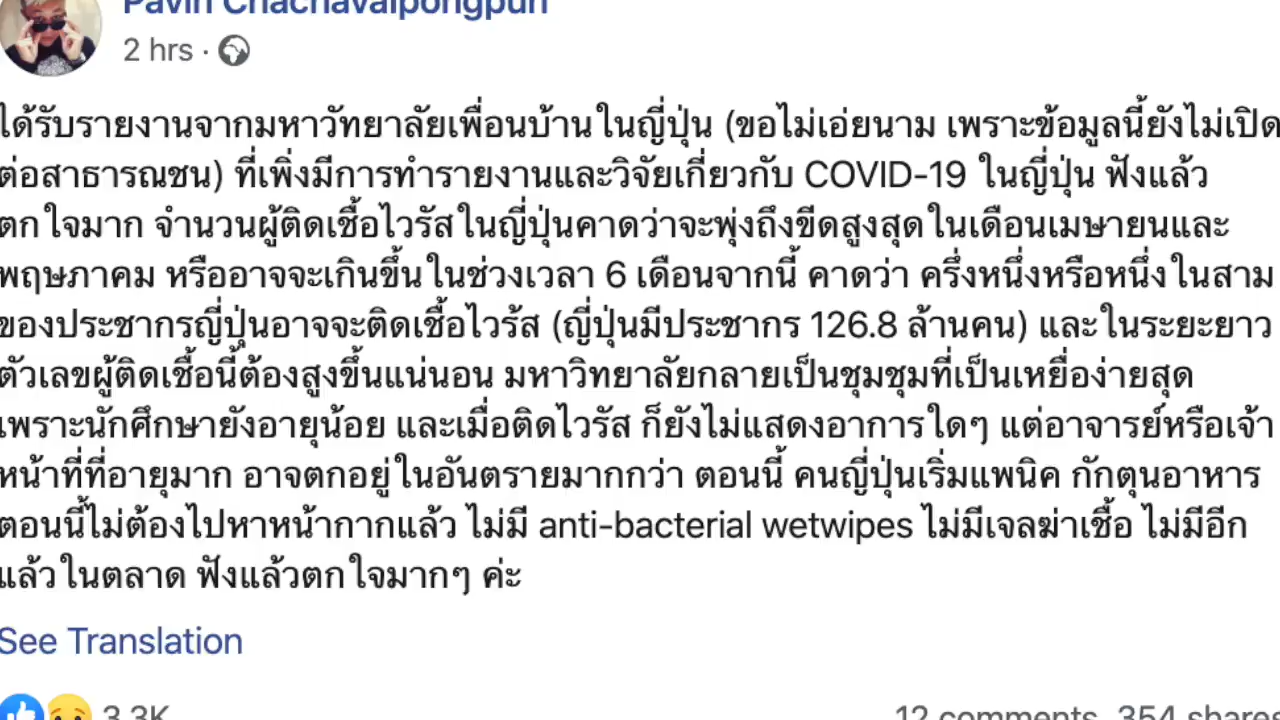 Pavin Chachavalpongpun
2 hrs ·
ได้รับรายงานจากมหาวัทยาลัยเพื่อนบ้านในญี่ปุ่น (ขอไม่เอ่ยนาม เพราะข้อมูลนี้ยังไม่เปิด
ต่อสาธารณชน) ที่เพิ่งมีการทำรายงานและวิจัยเกี่ยวกับ COVID-19 ในญี่ปุ่น ฟังแล้ว
ตกใจมาก จำนวนผู้ติดเชื้อไวรัสในญี่ปุ่นคาดว่าจะพุ่งถึงขีดสูงสุดในเดือนเมษายนและ
พฤษภาคม หรืออาจจะเกินขึ้นในช่วงเวลา 6 เดือนจากนี้ คาดว่า ครึ่งหนึ่งหรือหนึ่งในสาม
ของประชากรญี่ปุ่นอาจจะติดเชื้อไวร้ส (ญี่ปุ่นมีประชากร 126.8 ล้านคน) และในระยะยาว
ตัวเลขผู้ติดเชื้อนี้ต้องสูงขึ้นแน่นอน มหาวิทยาลัยกลายเป็นชุมชุมที่เป็นเหยื่อง่ายสุด
เพราะนักศึกษายังอายุน้อย และเมื่อติดไวรัส ก็ยังไม่แสดงอาการใดๆ แต่อาจารย์หรือเจ้า
หน้าที่ที่อายุมาก อาจตกอยู่ในอันตรายมากกว่า ตอนนี้ คนญี่ปุ่นเริ่มแพนิค กักตุนอาหาร
ตอนนี้ไม่ต้องไปหาหน้ากากแล้ว ไม่มี anti-bacterial wetwipes ไม่มีเจลฆ่าเชื้อ ไม่มีอีก
แล้วในตลาด ฟังแล้วตกใจมากๆ ค่ะ
See Translation
3.3K
12 comments 354 shares